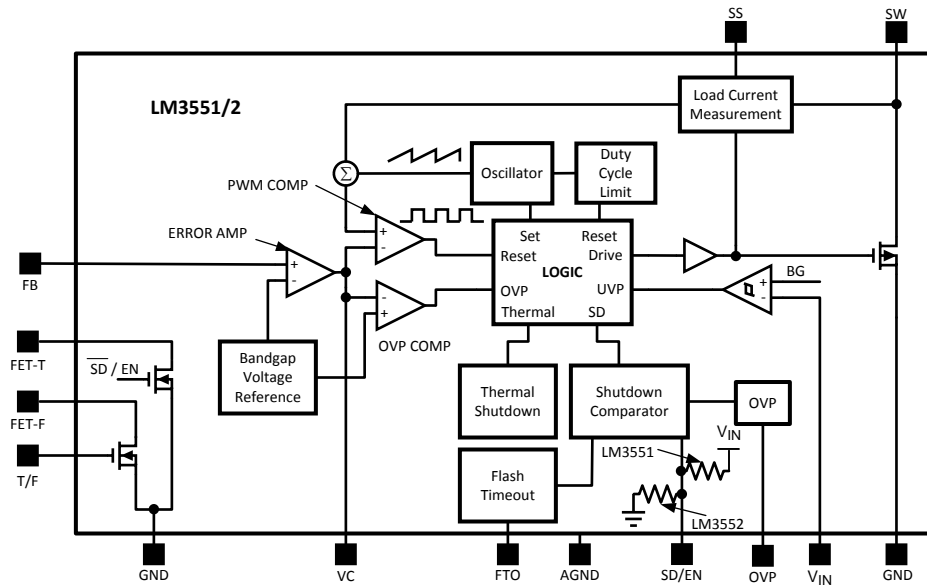 SS
SW
LM3551/2
Load Current
Measurement
Σ
Oscillator
Duty
Cycle
Limit
PWM COMP
ERROR AMP
+
-
+
-
Set
Reset
Reset
Drive
LOGIC
OVP
UVP
Thermal
SD
BG
+
-
FB
-
+
OVP COMP
FET-T
SD / EN
Bandgap
Voltage
Reference
Thermal
Shutdown
Shutdown
Comparator
OVP
FET-F
T/F
LM3551
VIN
Flash
Timeout
LM3552
GND
VC
FTO
AGND
SD/EN
OVP
VIN
GND